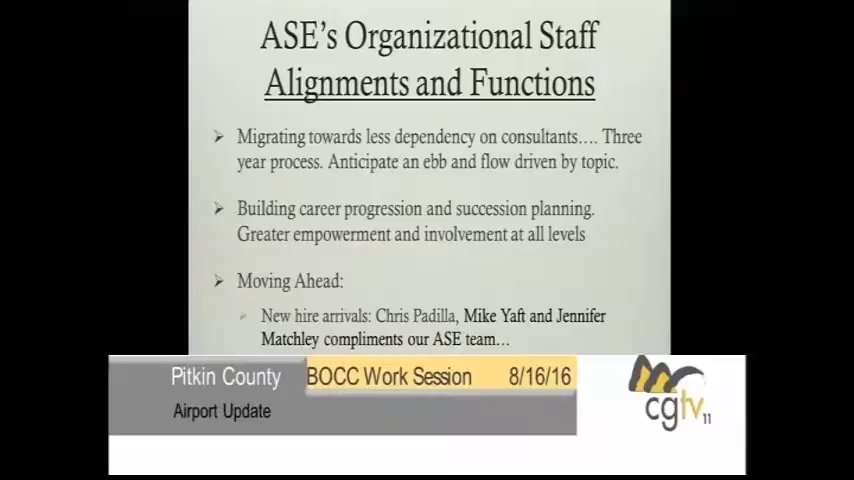 ASE's Organizational Staff
Alignments and Functions
Migrating towards less dependency on consultants…. Three
year process. Anticipate an ebb and flow driven by topic.
Building career progression and succession planning.
Greater empowerment and involvement at all levels
Moving Ahead:
New hire arrivals: Chris Padilla, Mike Yaft and Jennifer
Matchley compliments our ASE team…
Pitkin County
BOCC Work Session 8/16/16
Airport Update
cgtv11